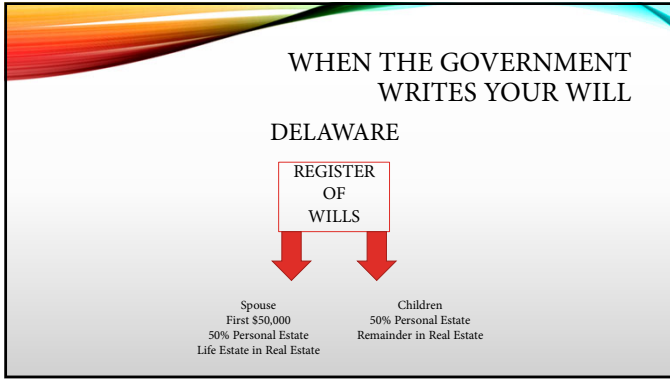 WHEN THE GOVERNMENT
WRITES YOUR WILL
DELAWARE
REGISTER
OF
WILLS
Spouse
First $50,000
50% Personal Estate
Life Estate in Real Estate
Children
50% Personal Estate
Remainder in Real Estate